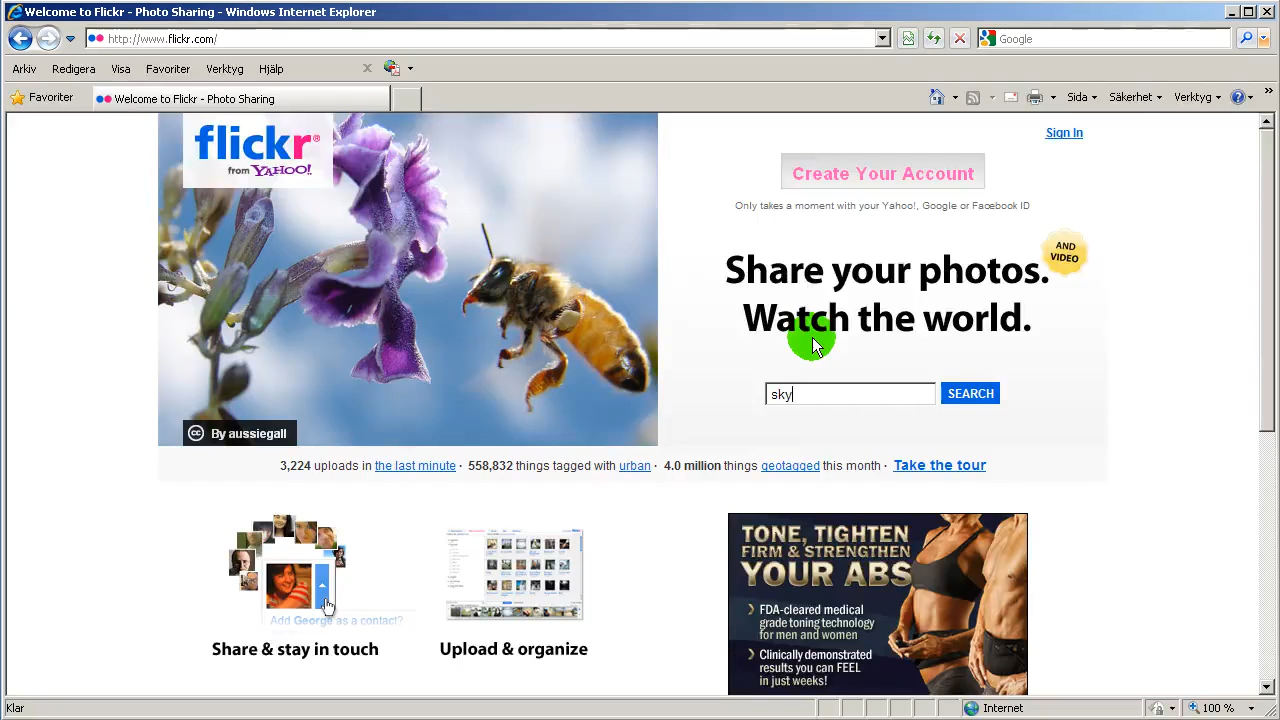 Welcome to Flickr - Photo Sharing - Windows Internet Explorer
http://www.flickr.com/
Google
Arkiv Redigera Visa Favoriter Verktyg Hjälp
Favoriter
Welcome to Flickr - Photo Sharing
Sida Säkerhet Verktyg
flickr®
from YAHOO!
Sign In
Create Your Account
Only takes a moment with your Yahoo!, Google or Facebook ID
AND
VIDEO
Share your photos.
Watch the world.
sky
SEARCH
By aussiegall
3,224 uploads in the last minute · 558,832 things tagged with urban · 4.0 million things geotagged this month · Take the tour
Add George as a contact?
Share & stay in touch
Upload & organize
TONE, TIGHTEN
FIRM & STRENGTHEN
YOUR ABS
FDA-cleared medical
grade toning technology
for men and women
Clinically demonstrated
results you can FEEL
in just weeks!
Klar
Internet
100 %